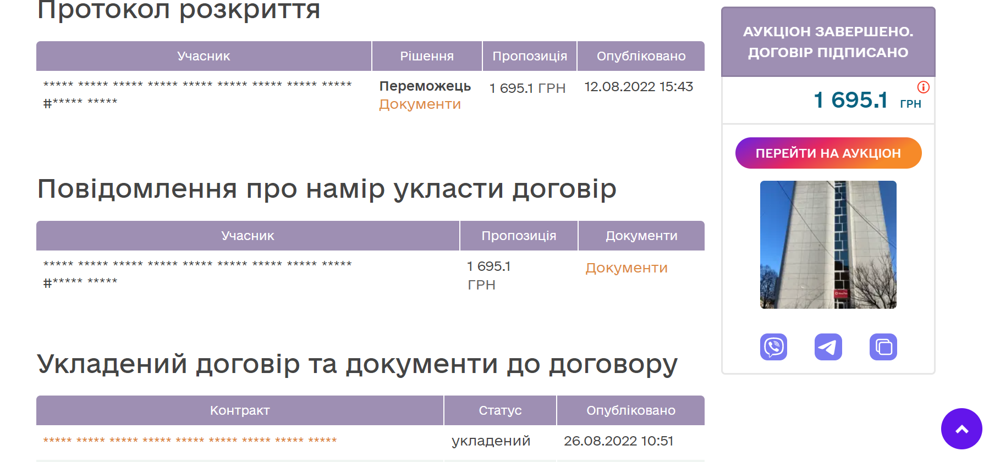 Протокол розкриття
Учасник Рішення Пропозиція Опубліковано
***** ***** ***** ***** ***** ***** ***** ***** ***** Переможець 1 695.1 ГРН 12.08.2022 15:43
#***** ***** Документи
Повідомлення про намір укласти договір
Учасник Пропозиція Документи
***** ***** ***** ***** ***** ***** ***** ***** ***** 1 695.1 Документи
#***** ***** ГРН
Укладений договір та документи до договору
Контракт Статус Опубліковано
***** ***** ***** ***** ***** ***** ***** ***** ***** укладений 26.08.2022 10:51
АУКЦІОН ЗАВЕРШЕНО.
ДОГОВІР ПІДПИСАНО
1 695.1 ГРН
ПЕРЕЙТИ НА АУКЦІОН